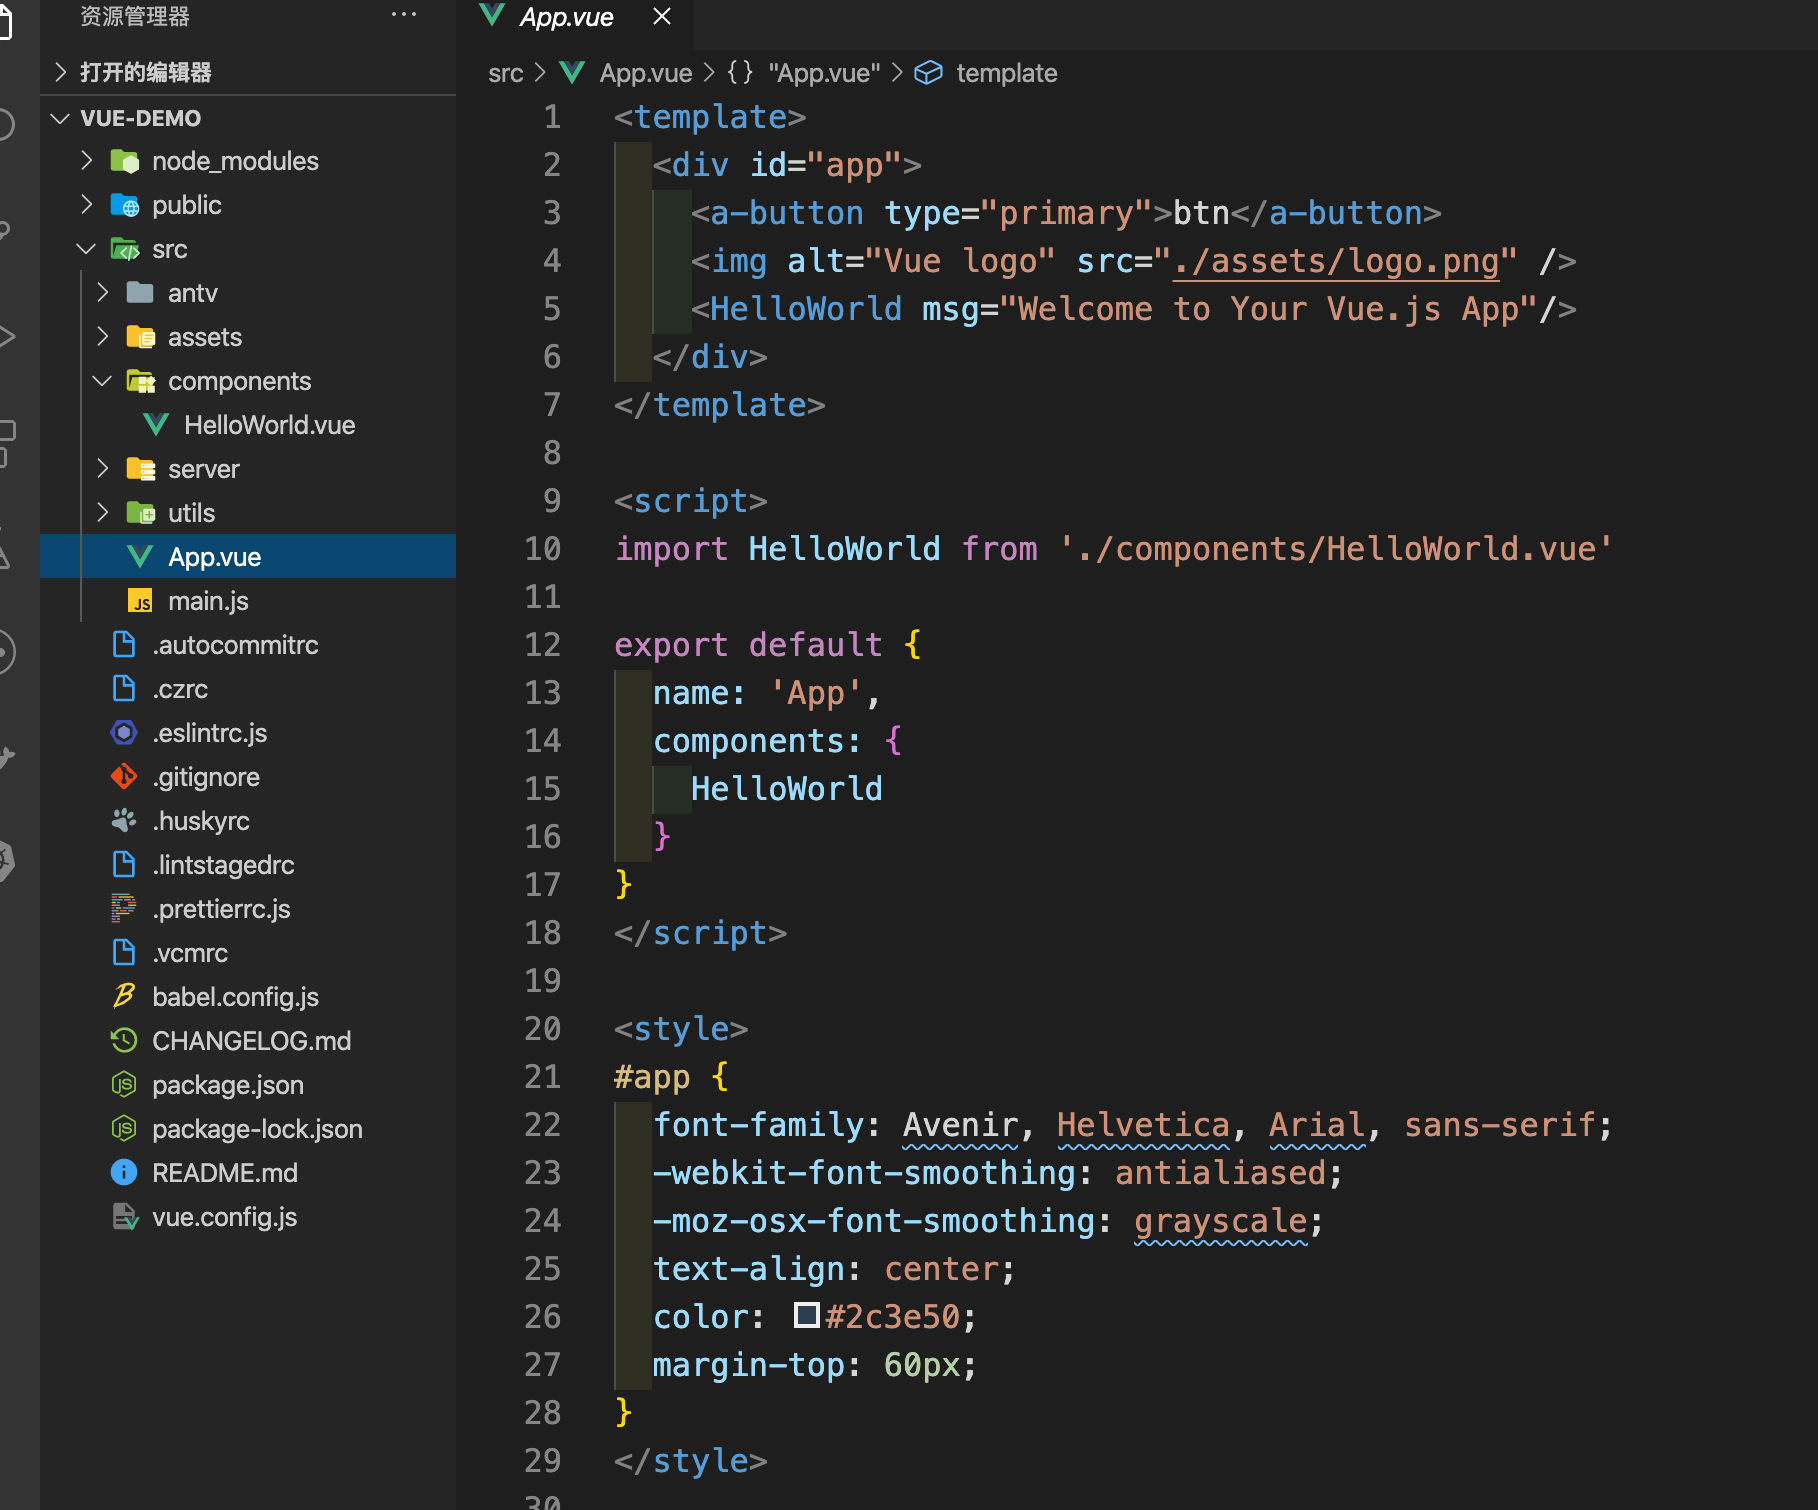 资源管理器 ···
打开的编辑器
VUE-DEMO
node_modules
public
src
antv
assets
components
HelloWorld.vue
server
utils
App.vue
main.js
.autocommitrc
.czrc
.eslintrc.js
.gitignore
.huskyrc
.lintstagedrc
.prettierrc.js
.vcmrc
babel.config.js
CHANGELOG.md
package.json
package-lock.json
README.md
vue.config.js
App.vue
src > App.vue > {} "App.vue" > template
1 <template>
2 <div id="app">
3 <a-button type="primary">btn</a-button>
4 <img alt="Vue logo" src="./assets/logo.png" />
5 <HelloWorld msg="Welcome to Your Vue.js App"/>
6 </div>
7 </template>
8
9 <script>
10 import HelloWorld from './components/HelloWorld.vue'
11
12 export default {
13 name: 'App',
14 components: {
15 HelloWorld
16 }
17 }
18 </script>
19
20 <style>
21 #app {
22 font-family: Avenir, Helvetica, Arial, sans-serif;
23 -webkit-font-smoothing: antialiased;
24 -moz-osx-font-smoothing: grayscale;
25 text-align: center;
26 color: #2c3e50;
27 margin-top: 60px;
28 }
29 </style>
30